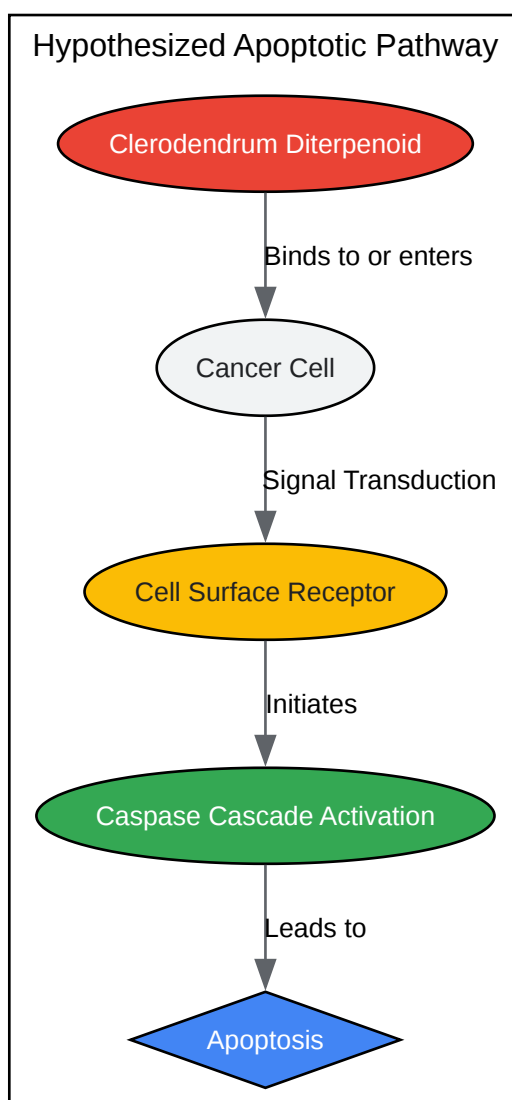 Hypothesized Apoptotic Pathway
Clerodendrum Diterpenoid
Binds to or enters
Cancer Cell
Signal Transduction
Cell Surface Receptor
Initiates
Caspase Cascade Activation
Leads to
Apoptosis